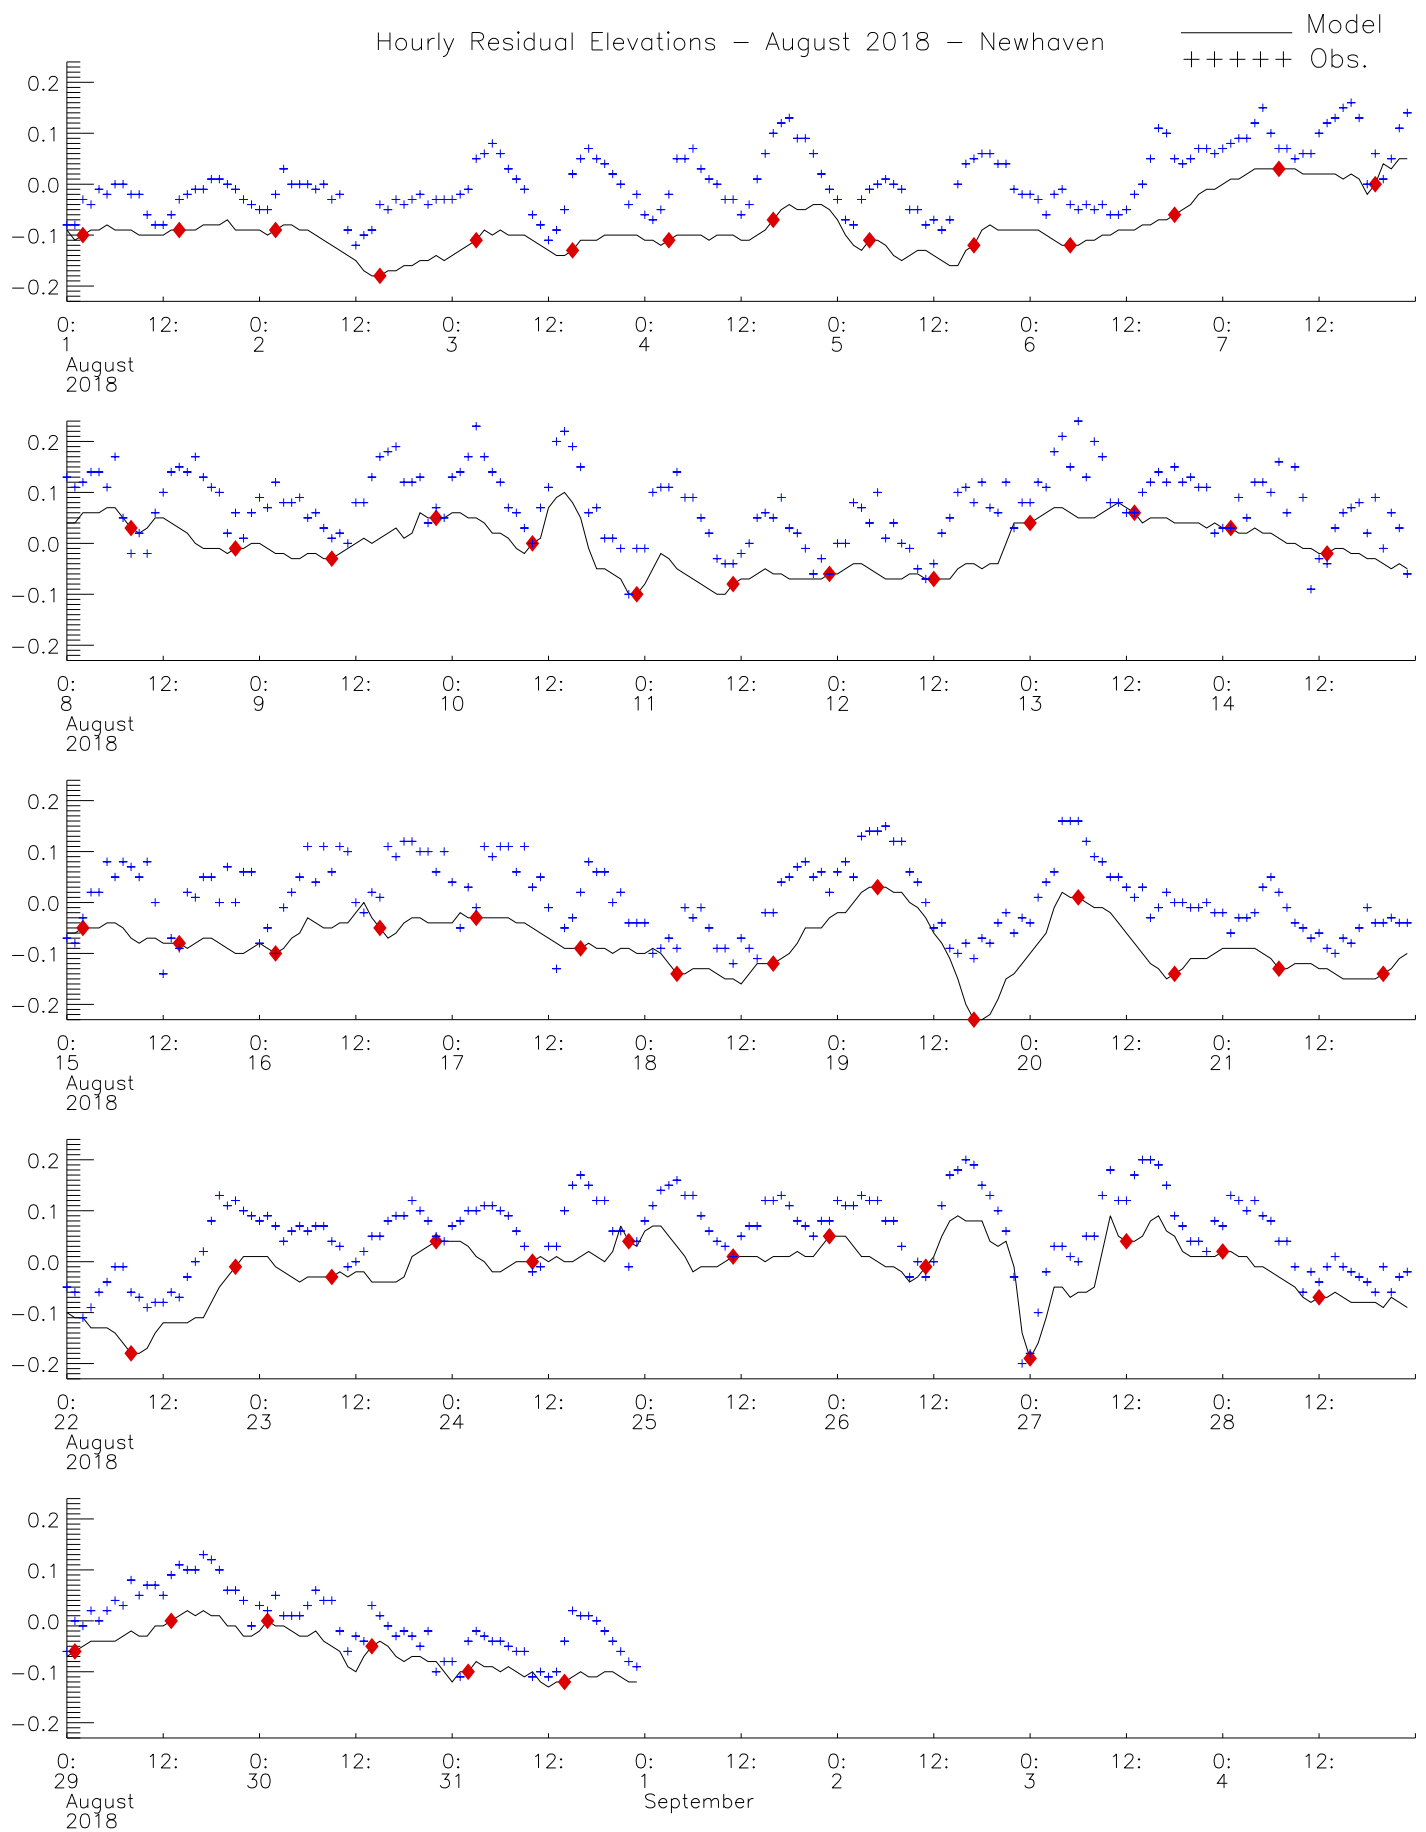 Hourly Residual Elevations – August 2018 – Newhaven
Model
+++++ Obs.
0.2
0.1
0.0
−0.1
−0.2
0: 12: 0: 12: 0: 12: 0: 12: 0: 12: 0: 12: 0: 12:
1 2 3 4 5 6 7
August
2018
0.2
0.1
0.0
−0.1
−0.2
0: 12: 0: 12: 0: 12: 0: 12: 0: 12: 0: 12: 0: 12:
8 9 10 11 12 13 14
August
2018
0.2
0.1
0.0
−0.1
−0.2
0: 12: 0: 12: 0: 12: 0: 12: 0: 12: 0: 12: 0: 12:
15 16 17 18 19 20 21
August
2018
0.2
0.1
0.0
−0.1
−0.2
0: 12: 0: 12: 0: 12: 0: 12: 0: 12: 0: 12: 0: 12:
22 23 24 25 26 27 28
August
2018
0.2
0.1
0.0
−0.1
−0.2
0: 12: 0: 12: 0: 12: 0: 12: 0: 12: 0: 12: 0: 12:
29 30 31 1 2 3 4
August September
2018